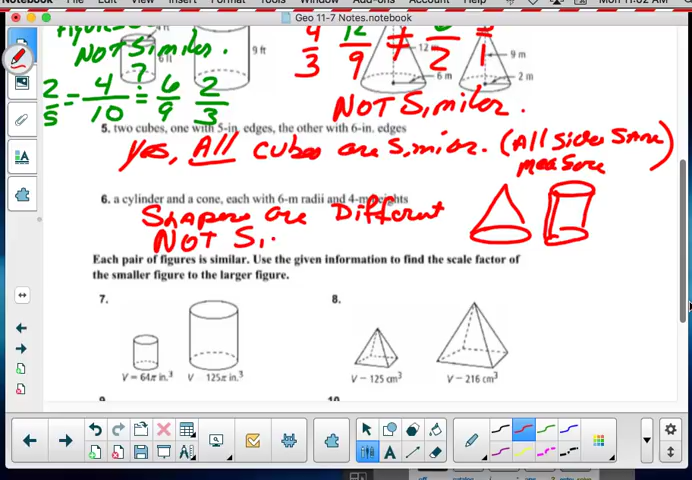 Notebook File Edit View Insert Format Tools Window Account Help Mon 11:02 AM
Geo 11-7 Notes.notebook
NOT Similar.
9 ft
4 12 ≠ 2 1
3 9
12 m
6 m
9 m
2 m
2 = 4 ? = 6 2
5 10 9 3
NOT Similar.
5. two cubes, one with 5-in. edges, the other with 6-in. edges
Yes, ALL cubes are Similar. (All sides same measure)
6. a cylinder and a cone, each with 6-m radii and 4-m heights
Shapes are Different
NOT Si
Each pair of figures is similar. Use the given information to find the scale factor of
the smaller figure to the larger figure.
7.
8.
V = 64π in.³ V 125π in.³
V – 125 cm³ V – 216 cm³